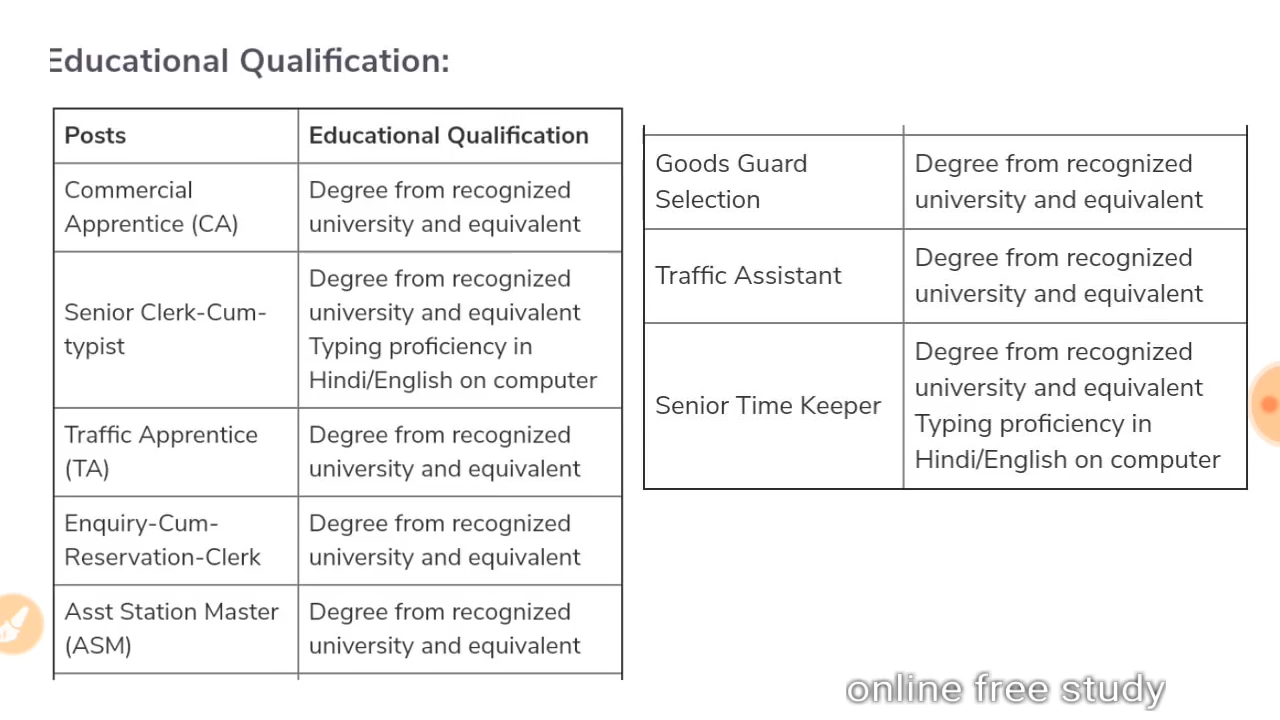 Educational Qualification:
Posts
Educational Qualification
Commercial
Apprentice (CA)
Degree from recognized
university and equivalent
Senior Clerk-Cum-
typist
Degree from recognized
university and equivalent
Typing proficiency in
Hindi/English on computer
Traffic Apprentice
(TA)
Degree from recognized
university and equivalent
Enquiry-Cum-
Reservation-Clerk
Degree from recognized
university and equivalent
Asst Station Master
(ASM)
Degree from recognized
university and equivalent
Goods Guard
Selection
Degree from recognized
university and equivalent
Traffic Assistant
Degree from recognized
university and equivalent
Senior Time Keeper
Degree from recognized
university and equivalent
Typing proficiency in
Hindi/English on computer
online free study